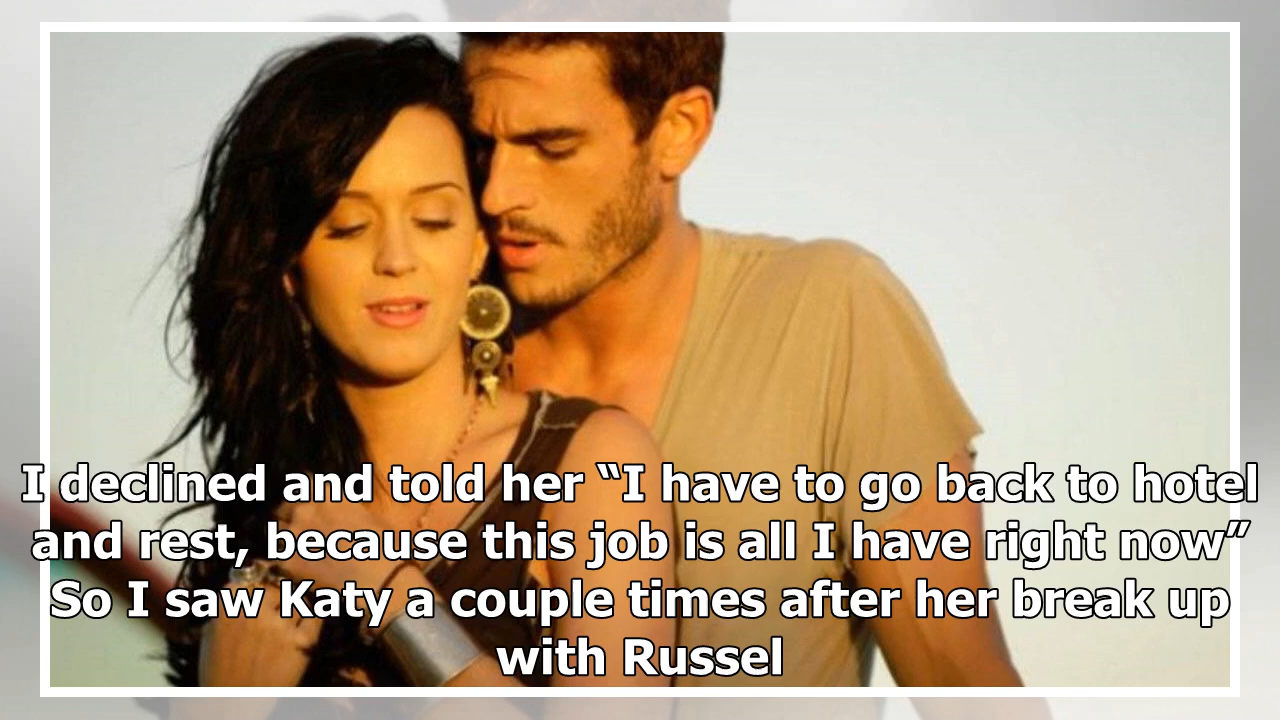 I declined and told her “I have to go back to hotel
and rest, because this job is all I have right now”
So I saw Katy a couple times after her break up
with Russel